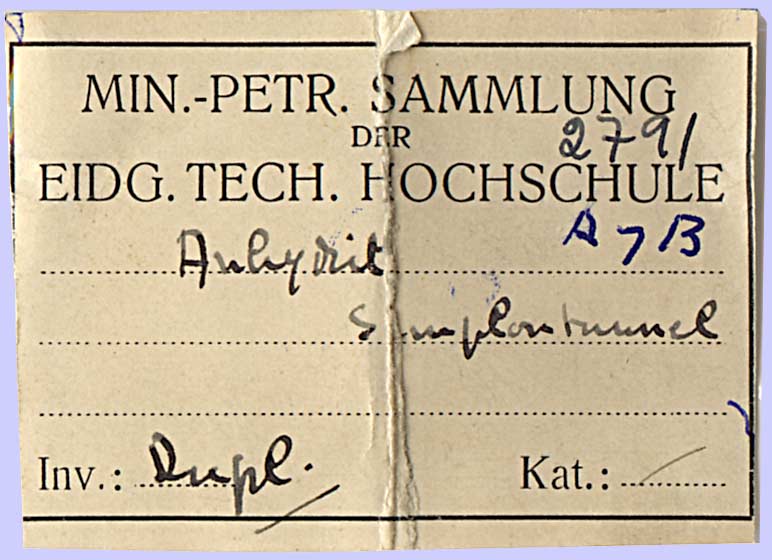 MIN.-PETR. SAMMLUNG
DER
2791
EIDG. TECH. HOCHSCHULE
A 7 B
Anhydrit
Simplontunnel
Inv.: Dupl. Kat.: —